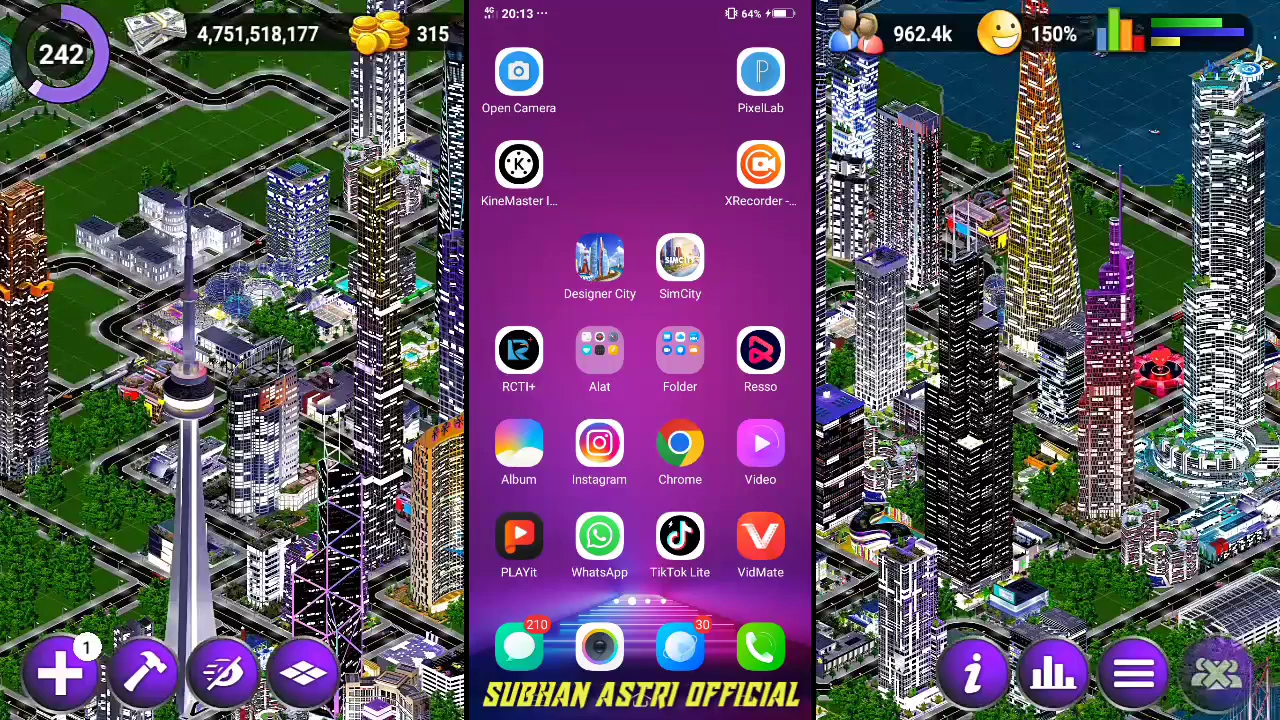 242
4,751,518,177
315
20:13 ...
4G
64%
962.4k
150%
Open Camera
PixelLab
KineMaster I...
XRecorder -...
SIMCITY
Designer City
SimCity
RCTI+
Alat
Folder
Resso
Album
Instagram
Chrome
Video
PLAYit
WhatsApp
TikTok Lite
VidMate
210
30
1
SUBHAN ASTRI OFFICIAL